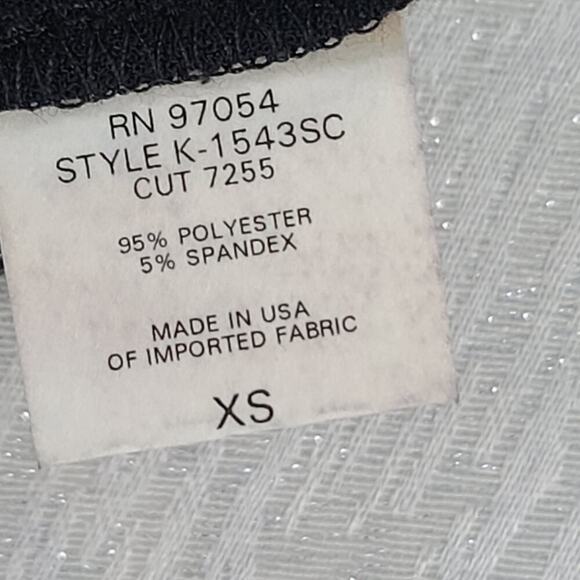 RN 97054
STYLE K-1543SC
CUT 7255
95% POLYESTER
5% SPANDEX
MADE IN USA
OF IMPORTED FABRIC
XS